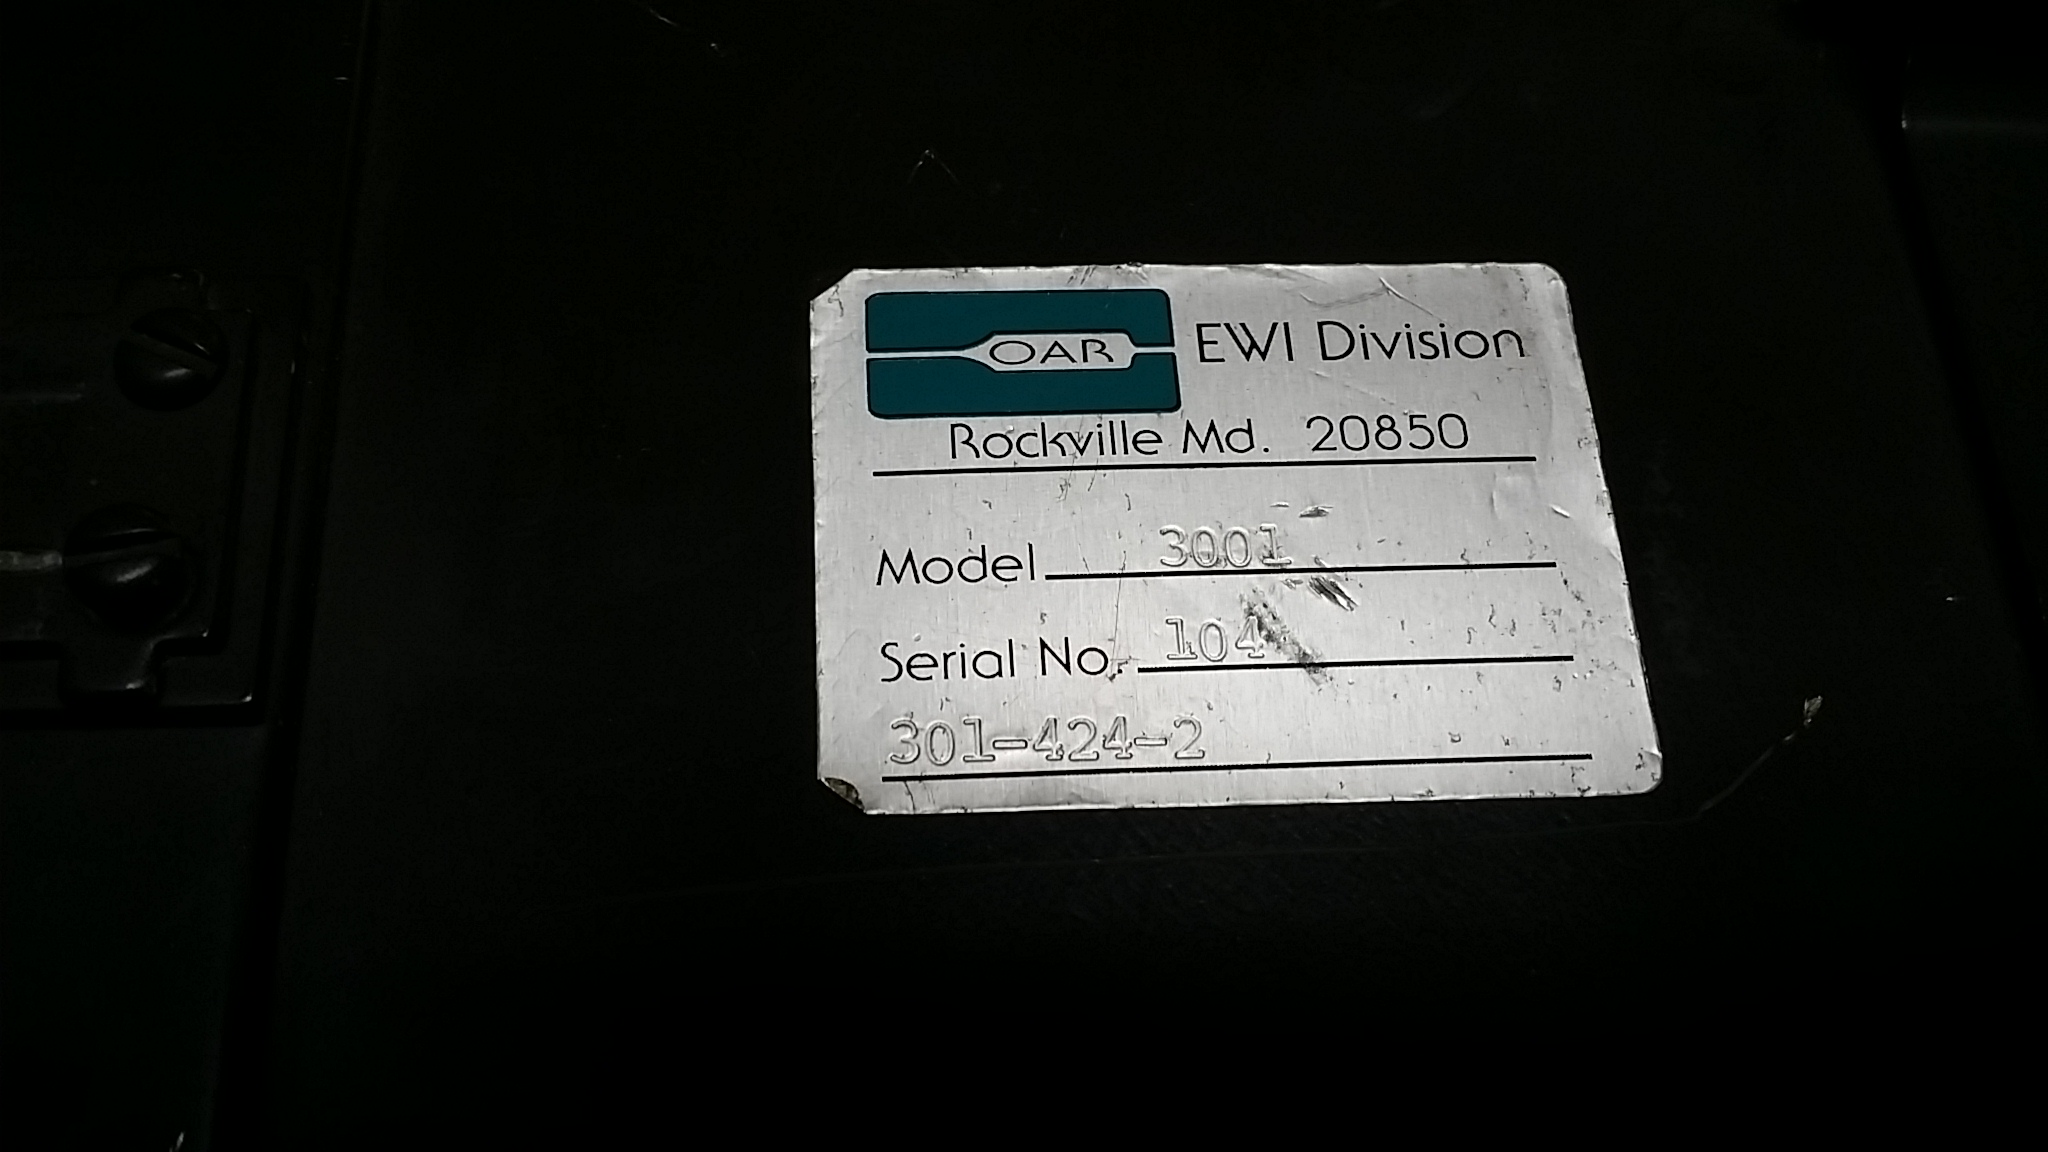 OAR EWI Division
Rockville Md. 20850
Model 3001
Serial No. 104
301-424-2